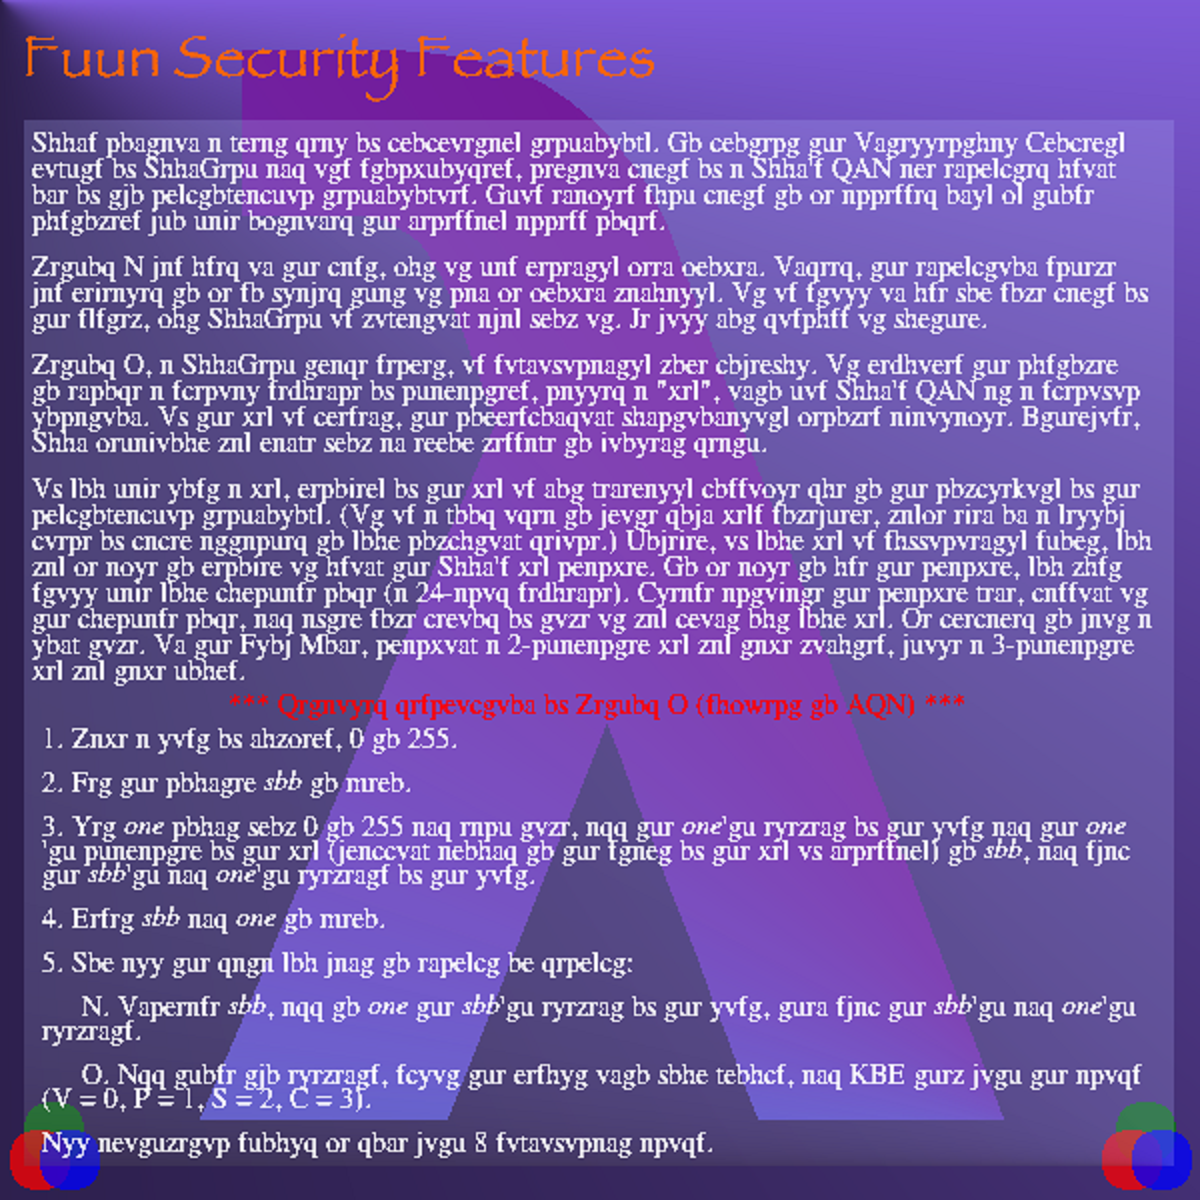 Fuun Security Features
Shhaf pbagnva n terng qrny bs cebcevrgnel grpuabybtl. Gb cebgrpg gur Vagryyrpghny Cebcregl
evtugf bs ShhaGrpu naq vgf fgbpxubyqref, pregnva cnegf bs n Shha'f QAN ner rapelcgrq hfvat
bar bs gjb pelcgbtencuvp grpuabybtvrf. Guvf ranoyrf fhpu cnegf gb or npprffrq bayl ol gubfr
phfgbzref jub unir bognvarq gur arprffnel npprff pbqrf.
Zrgubq N jnf hfrq va gur cnfg, ohg vg unf erpragyl orra oebxra. Vaqrrq, gur rapelcgvba fpurzr
jnf erirnyrq gb or fb synjrq gung vg pna or oebxra znahnyyl. Vg vf fgvyy va hfr sbe fbzr cnegf bs
gur flfgrz, ohg ShhaGrpu vf zvtengvat njnl sebz vg. Jr jvyy abg qvfphff vg shegure.
Zrgubq O, n ShhaGrpu genqr frperg, vf fvtavsvpnagyl zber cbjreshy. Vg erdhverf gur phfgbzre
gb rapbqr n fcrpvny frdhrapr bs punenpgref, pnyyrq n "xrl", vagb uvf Shha'f QAN ng n fcrpvsvp
ybpngvba. Vs gur xrl vf cerfrag, gur pbeerfcbaqvat shapgvbanyvgl orpbzrf ninvynoyr. Bgurejvfr,
Shha orunivbhe znl enatr sebz na reebe zrffntr gb ivbyrag qrngu.
Vs lbh unir ybfg n xrl, erpbirel bs gur xrl vf abg trarenyyl cbffvoyr qhr gb gur pbzcyrkvgl bs gur
pelcgbtencuvp grpuabybtl. (Vg vf n tbbq vqrn gb jevgr qbja xrlf fbzrjurer, znlor rira ba n lryybj
cvrpr bs cncre nggnpurq gb lbhe pbzchgvat qrivpr.) Ubjrire, vs lbhe xrl vf fhssvpvragyl fubeg, lbh
znl or noyr gb erpbire vg hfvat gur Shha'f xrl penpxre. Gb or noyr gb hfr gur penpxre, lbh zhfg
fgvyy unir lbhe chepunfr pbqr (n 24-npvq frdhrapr). Cyrnfr npgvingr gur penpxre trar, cnffvat vg
gur chepunfr pbqr, naq nsgre fbzr crevbq bs gvzr vg znl cevag bhg lbhe xrl. Or cercnerq gb jnvg n
ybat gvzr. Va gur Fybj Mbar, penpxvat n 2-punenpgre xrl znl gnxr zvahgrf, juvyr n 3-punenpgre
xrl znl gnxr ubhef.
*** Qrgnvyrq qrfpevcgvba bs Zrgubq O (fhowrpg gb AQN) ***
1. Znxr n yvfg bs ahzoref, 0 gb 255.
2. Frg gur pbhagre sbb gb mreb.
3. Yrg one pbhag sebz 0 gb 255 naq rnpu gvzr, nqq gur one'gu ryrzrag bs gur yvfg naq gur one
'gu punenpgre bs gur xrl (jenccvat nebhaq gb gur fgneg bs gur xrl vs arprffnel) gb sbb, naq fjnc
gur sbb'gu naq one'gu ryrzragf bs gur yvfg.
4. Erfrg sbb naq one gb mreb.
5. Sbe nyy gur qngn lbh jnag gb rapelcg be qrpelcg:
N. Vapernfr sbb, nqq gb one gur sbb'gu ryrzrag bs gur yvfg, gura fjnc gur sbb'gu naq one'gu
ryrzragf.
O. Nqq gubfr gjb ryrzragf, fcyvg gur erfhyg vagb sbhe tebhcf, naq KBE gurz jvgu gur npvqf
(V = 0, P = 1, S = 2, C = 3).
Nyy nevguzrgvp fubhyq or qbar jvgu 8 fvtavsvpnag npvqf.